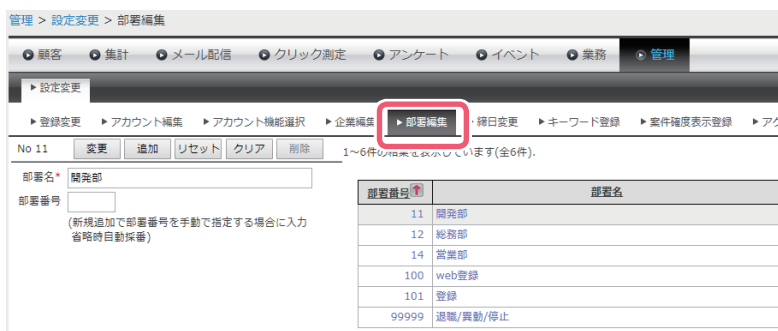 管理 > 設定変更 > 部署編集
顧客 集計 メール配信 クリック測定 アンケート イベント 業務 管理
設定変更
登録変更 アカウント編集 アカウント機能選択 企業編集 部署編集 締日変更 キーワード登録 案件確度表示登録 アク
No 11 変更 追加 リセット クリア 削除
1～6件の結果を表示しています(全6件).
部署名* 開発部
部署番号
(新規追加で部署番号を手動で指定する場合に入力
省略時自動採番)
部署番号 部署名
11 開発部
12 総務部
14 営業部
100 web登録
101 登録
99999 退職/異動/停止